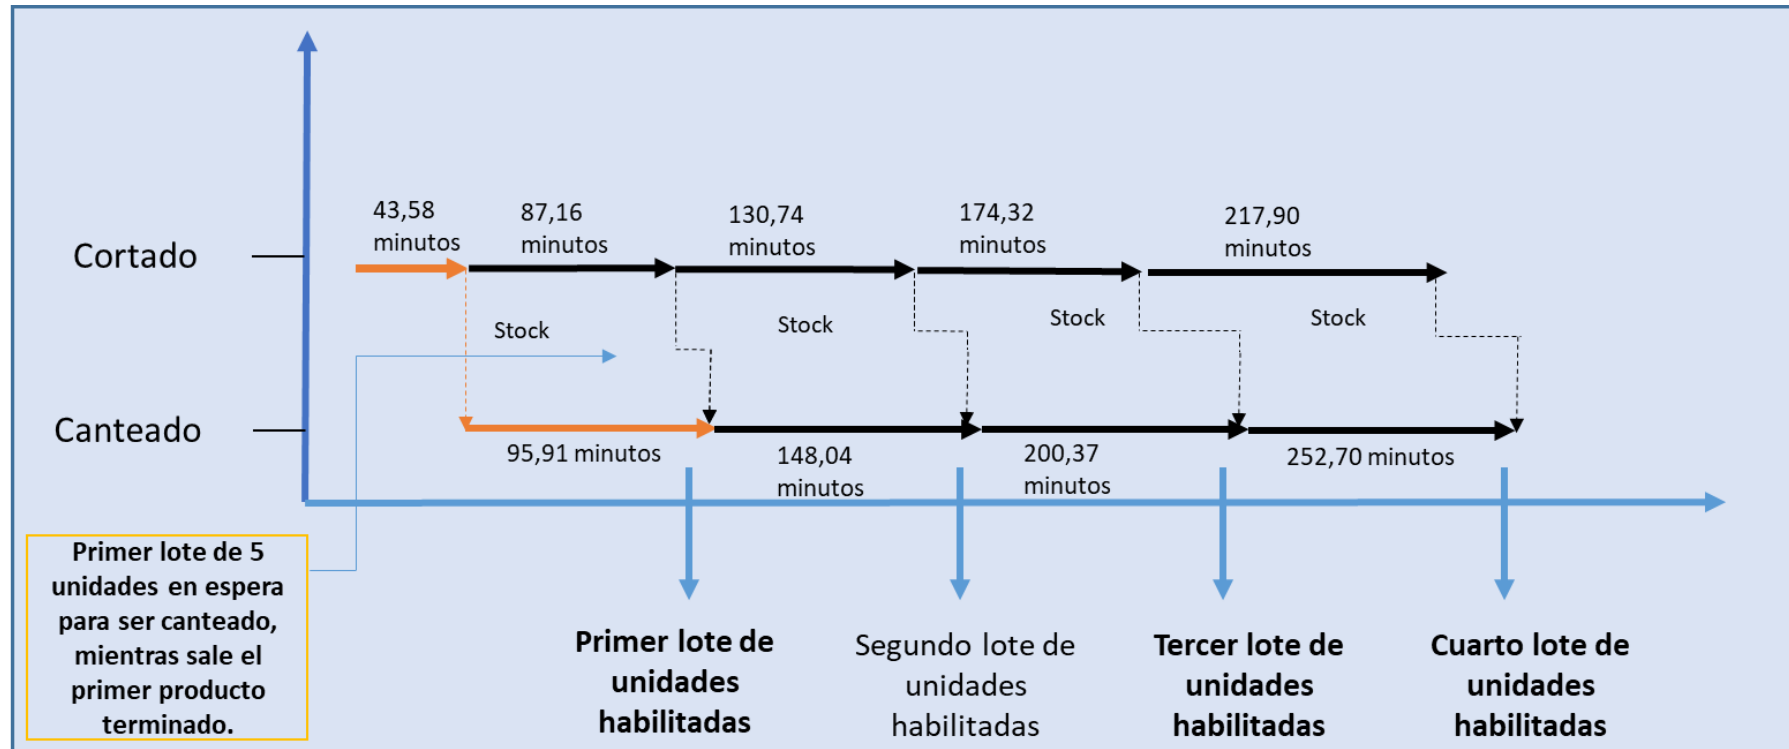 43,58
minutos
87,16
minutos
130,74
minutos
174,32
minutos
217,90
minutos
Cortado
Stock
Stock
Stock
Stock
Canteado
95,91 minutos
148,04
minutos
200,37
minutos
252,70 minutos
Primer lote de 5
unidades en espera
para ser canteado,
mientras sale el
primer producto
terminado.
Primer lote de
unidades
habilitadas
Segundo lote de
unidades
habilitadas
Tercer lote de
unidades
habilitadas
Cuarto lote de
unidades
habilitadas